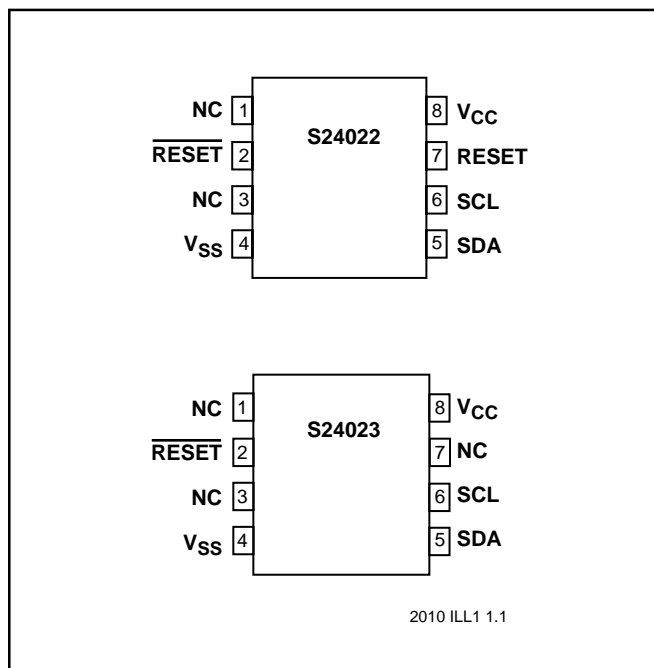 S24022
NC 1 8 VCC
RESET 2 7 RESET
NC 3 6 SCL
VSS 4 5 SDA
S24023
NC 1 8 VCC
RESET 2 7 NC
NC 3 6 SCL
VSS 4 5 SDA
2010 ILL1 1.1